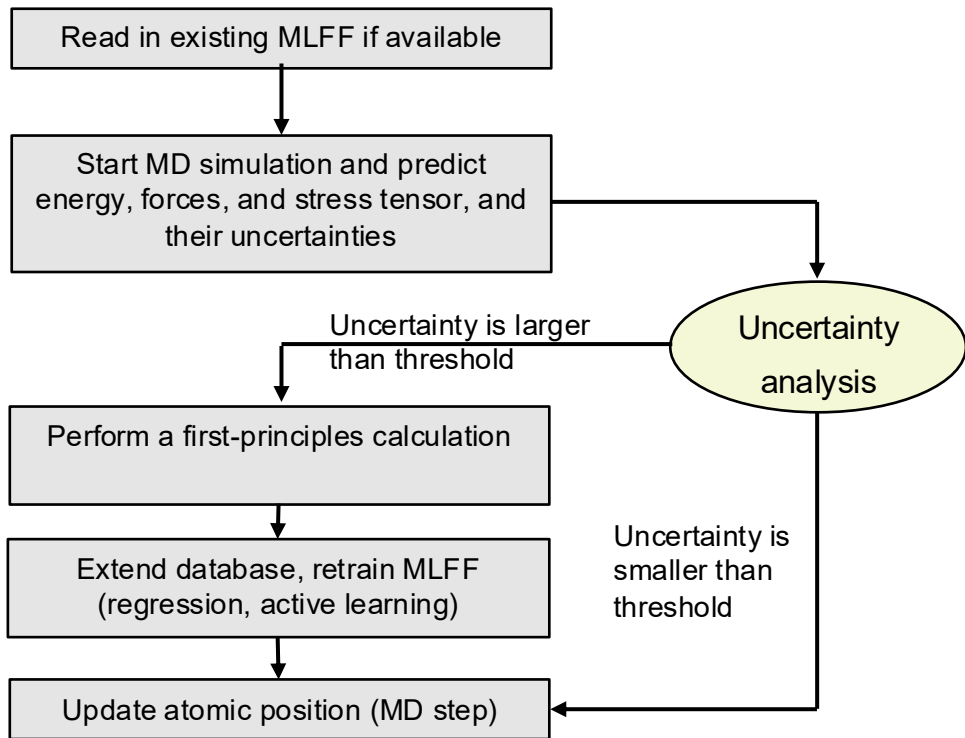 Read in existing MLFF if available
Start MD simulation and predict
energy, forces, and stress tensor, and
their uncertainties
Uncertainty is larger
than threshold
Uncertainty
analysis
Perform a first-principles calculation
Uncertainty is
smaller than
threshold
Extend database, retrain MLFF
(regression, active learning)
Update atomic position (MD step)